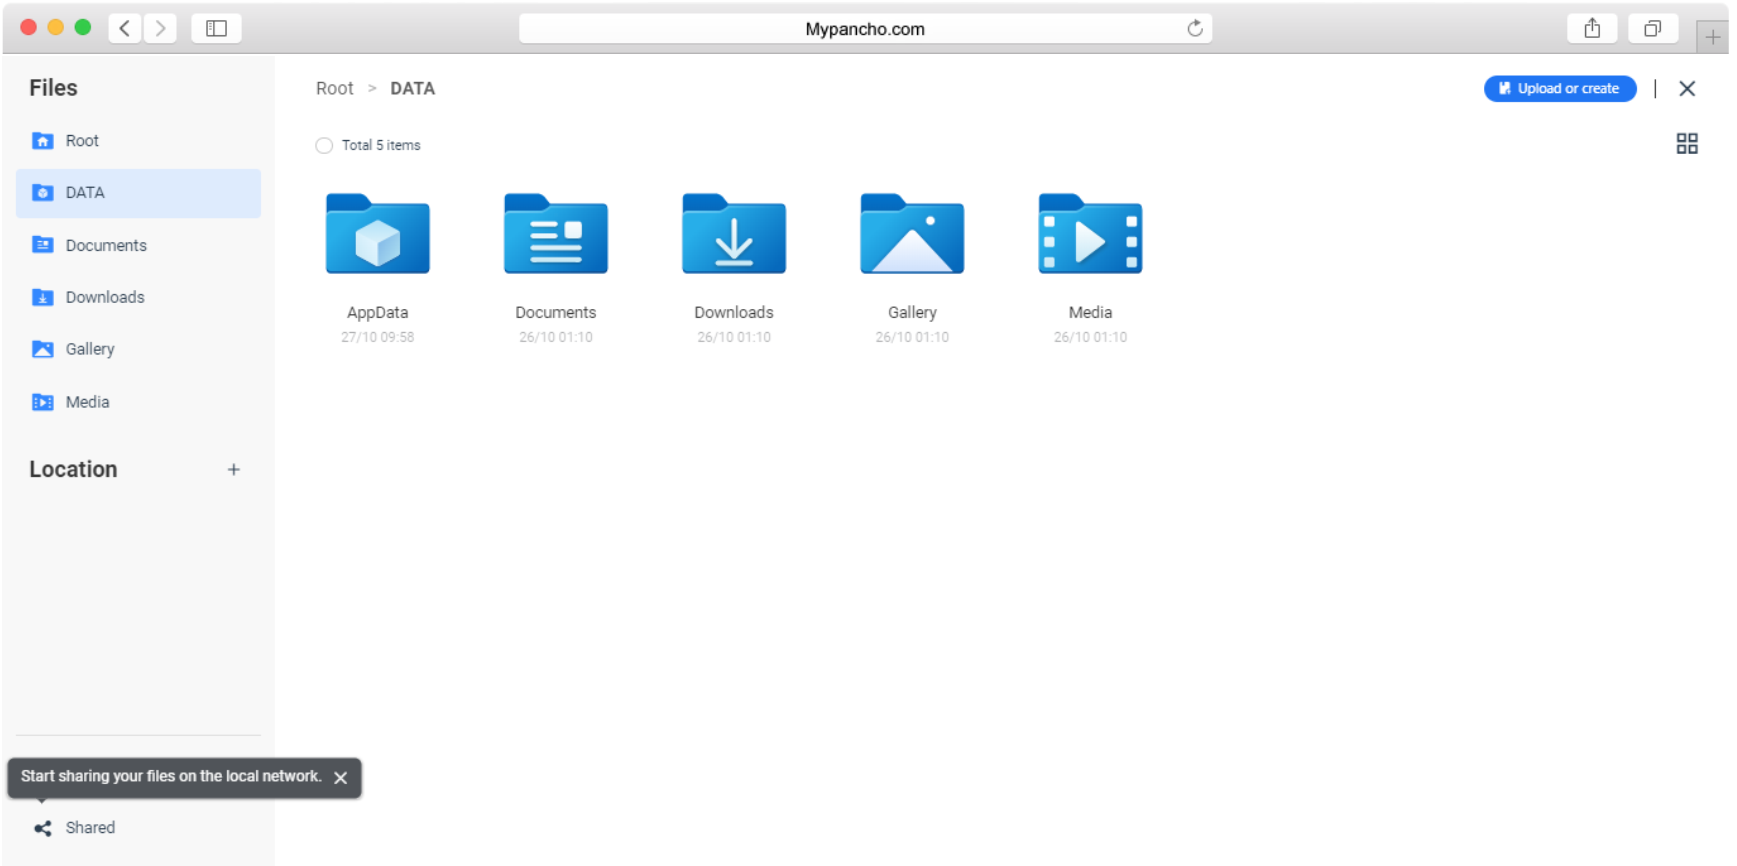 Mypancho.com
Files
Root
DATA
Documents
Downloads
Gallery
Media
Location +
Start sharing your files on the local network.
Shared
Root > DATA
Upload or create
Total 5 items
AppData
27/10 09:58
Documents
26/10 01:10
Downloads
26/10 01:10
Gallery
26/10 01:10
Media
26/10 01:10